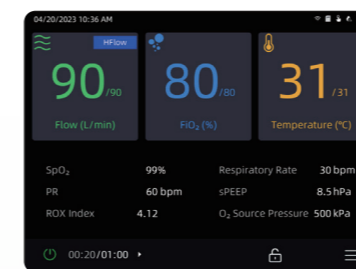 04/20/2023 10:36 AM
HFlow
90/90
80/80
31/31
Flow (L/min)
FiO₂ (%)
Temperature (°C)
SpO₂ 99% Respiratory Rate 30 bpm
PR 60 bpm sPEEP 8.5 hPa
ROX Index 4.12 O₂ Source Pressure 500 kPa
00:20/01:00